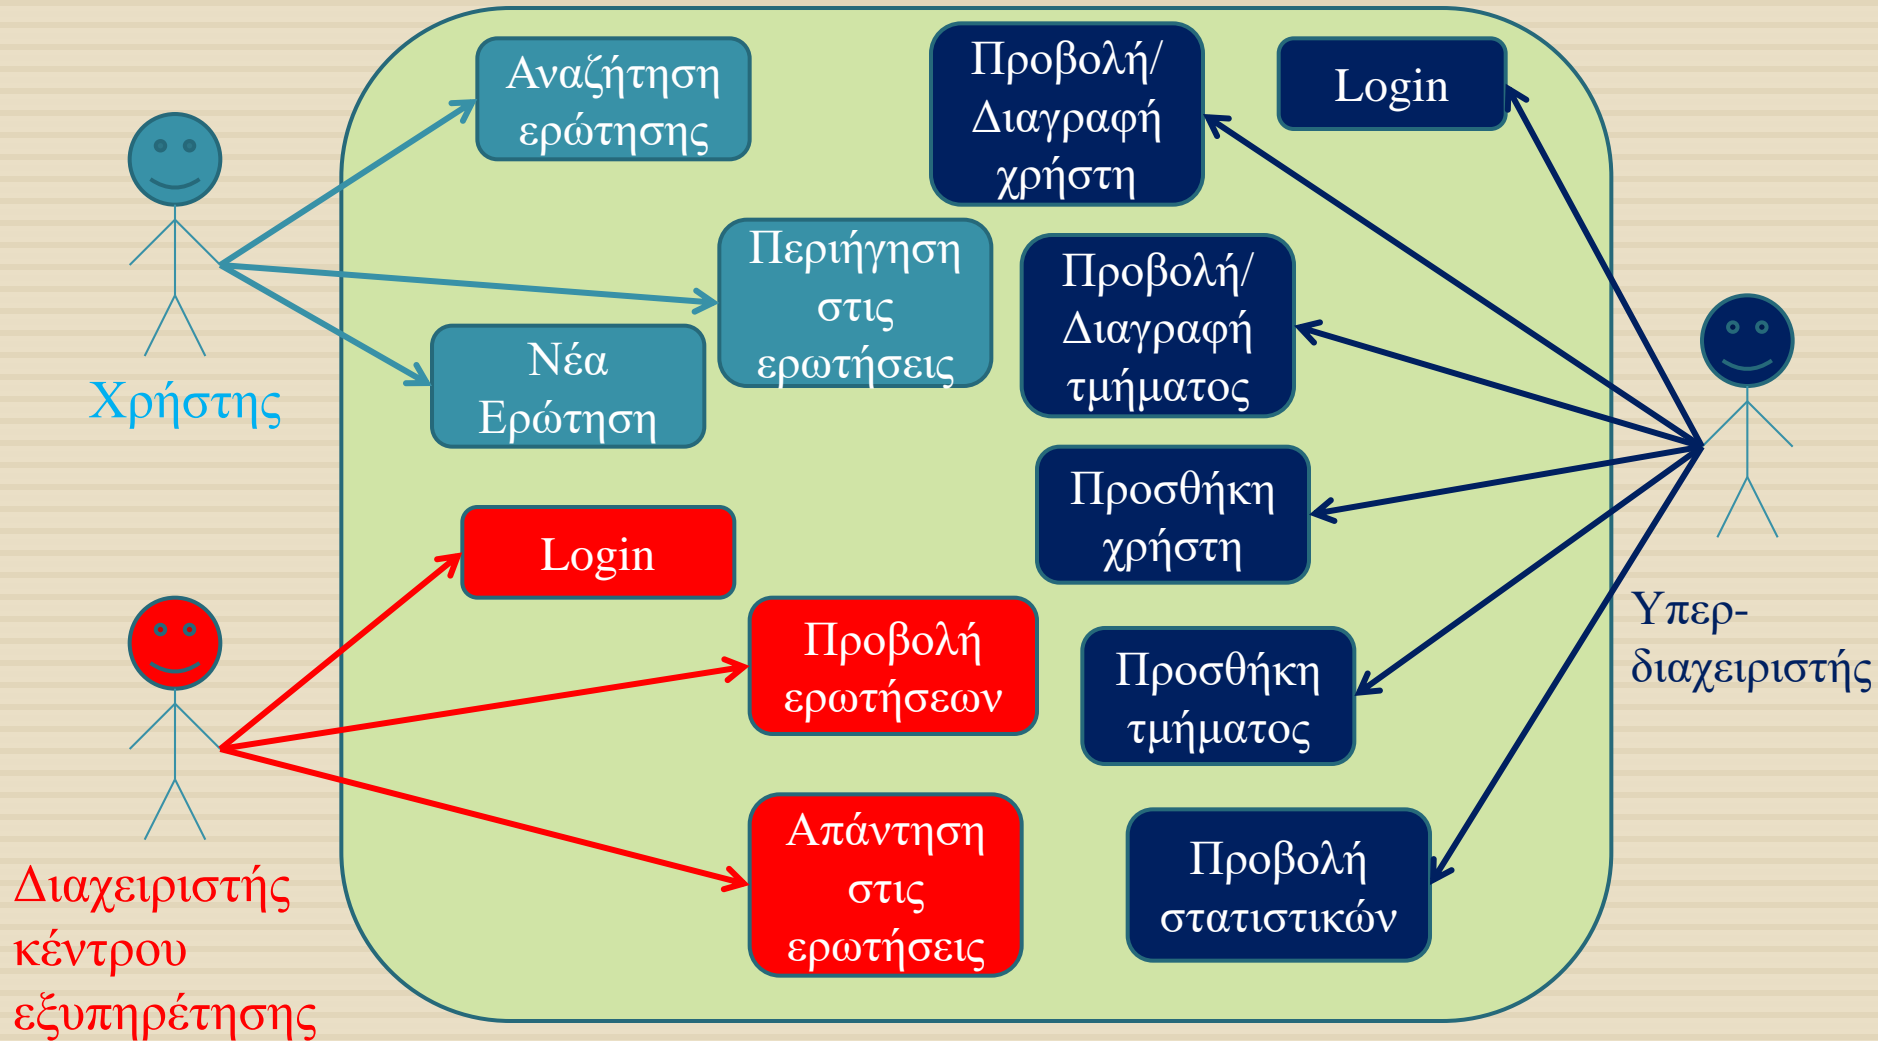 Αναζήτηση
ερώτησης
Προβολή/
Διαγραφή
χρήστη
Login
Περιήγηση
στις
ερωτήσεις
Προβολή/
Διαγραφή
τμήματος
Νέα
Ερώτηση
Χρήστης
Προσθήκη
χρήστη
Login
Υπερ-
διαχειριστής
Προβολή
ερωτήσεων
Προσθήκη
τμήματος
Απάντηση
στις
ερωτήσεις
Προβολή
στατιστικών
Διαχειριστής
κέντρου
εξυπηρέτησης